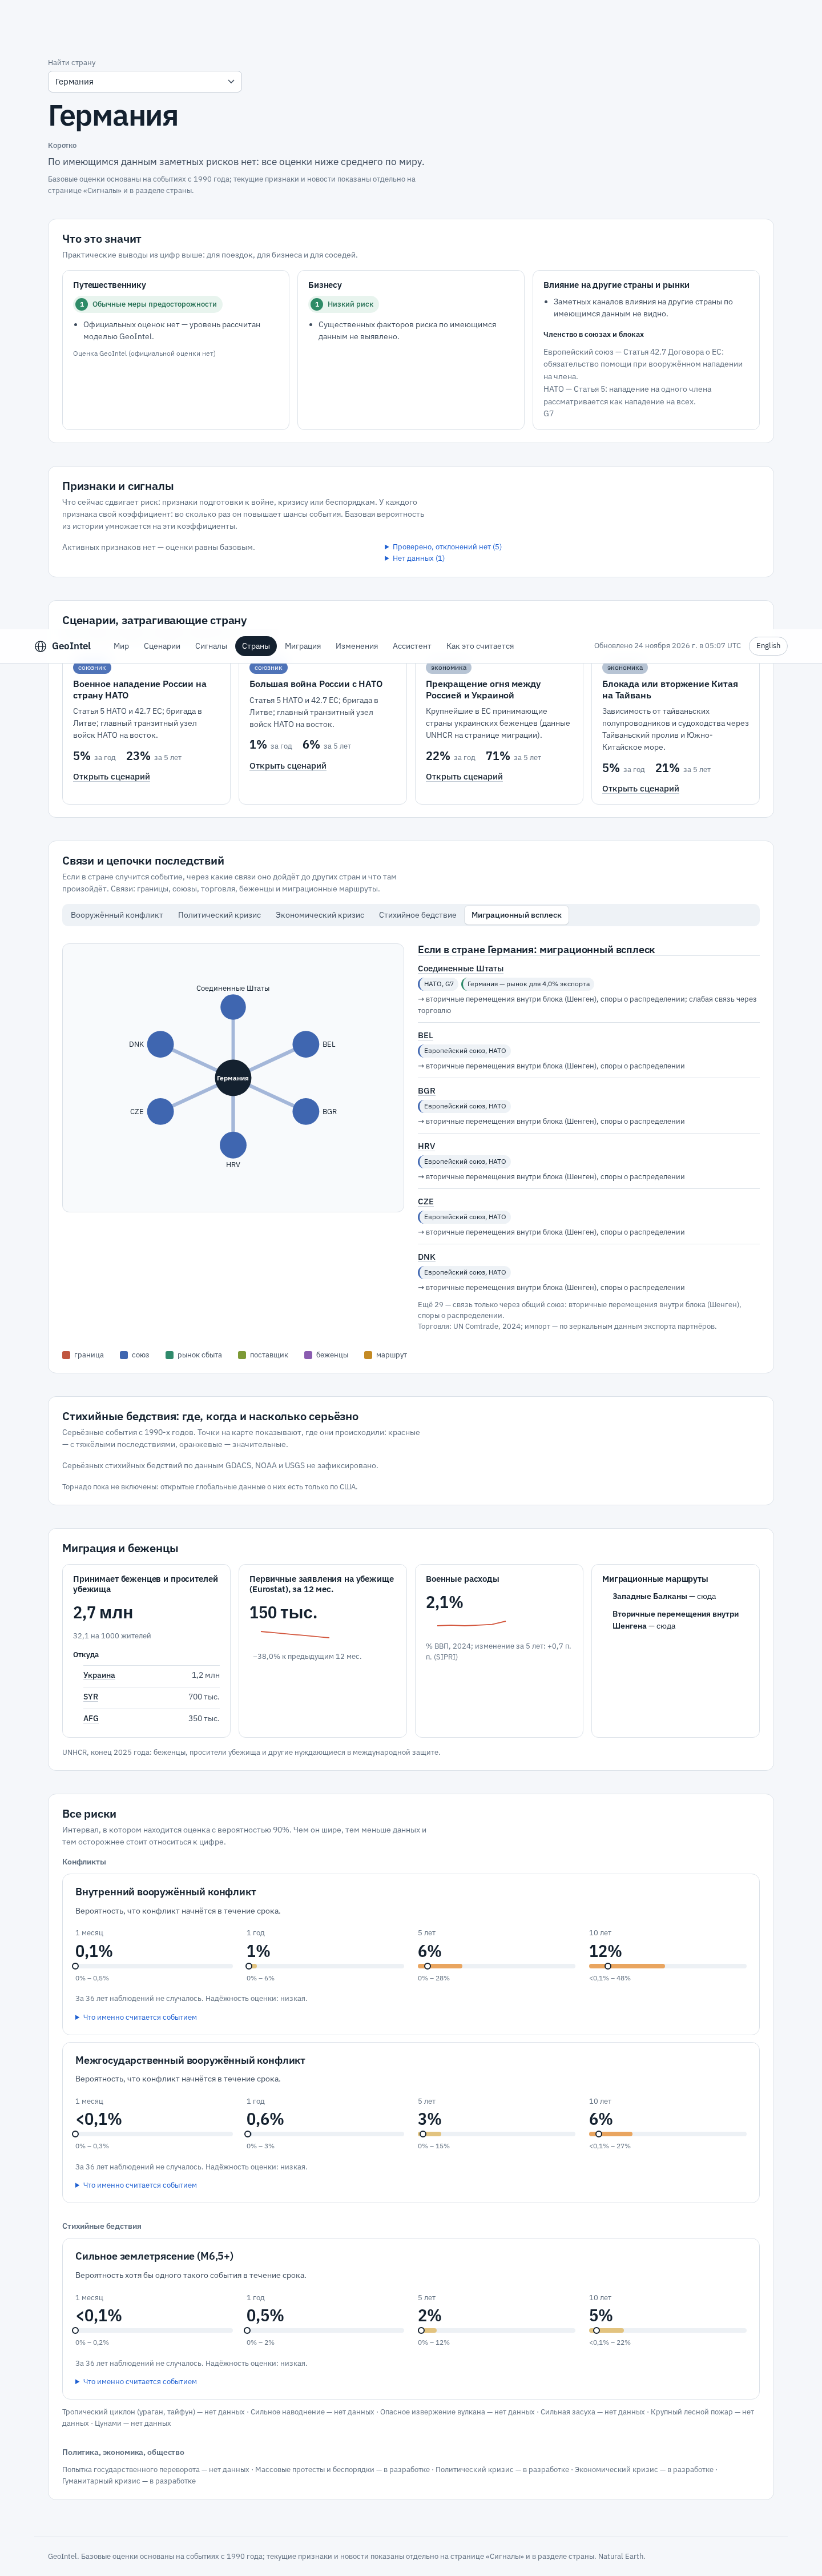 Найти страну
Германия
Германия
Коротко
По имеющимся данным заметных рисков нет: все оценки ниже среднего по миру.
Базовые оценки основаны на событиях с 1990 года; текущие признаки и новости показаны отдельно на
странице «Сигналы» и в разделе страны.
Что это значит
Практические выводы из цифр выше: для поездок, для бизнеса и для соседей.
Путешественнику
1 Обычные меры предосторожности
Официальных оценок нет — уровень рассчитан
моделью GeoIntel.
Оценка GeoIntel (официальной оценки нет)
Бизнесу
1 Низкий риск
Существенных факторов риска по имеющимся
данным не выявлено.
Влияние на другие страны и рынки
Заметных каналов влияния на другие страны по
имеющимся данным не видно.
Членство в союзах и блоках
Европейский союз — Статья 42.7 Договора о ЕС:
обязательство помощи при вооружённом нападении
на члена.
НАТО — Статья 5: нападение на одного члена
рассматривается как нападение на всех.
G7
Признаки и сигналы
Что сейчас сдвигает риск: признаки подготовки к войне, кризису или беспорядкам. У каждого
признака свой коэффициент: во сколько раз он повышает шансы события. Базовая вероятность
из истории умножается на эти коэффициенты.
Активных признаков нет — оценки равны базовым.
Проверено, отклонений нет (5)
Нет данных (1)
Сценарии, затрагивающие страну
GeoIntel Мир Сценарии Сигналы Страны Миграция Изменения Ассистент Как это считается Обновлено 24 ноября 2026 г. в 05:07 UTC English
союзник
Военное нападение России на
страну НАТО
Статья 5 НАТО и 42.7 ЕС; бригада в
Литве; главный транзитный узел
войск НАТО на восток.
5% за год 23% за 5 лет
Открыть сценарий
союзник
Большая война России с НАТО
Статья 5 НАТО и 42.7 ЕС; бригада в
Литве; главный транзитный узел
войск НАТО на восток.
1% за год 6% за 5 лет
Открыть сценарий
экономика
Прекращение огня между
Россией и Украиной
Крупнейшие в ЕС принимающие
страны украинских беженцев (данные
UNHCR на странице миграции).
22% за год 71% за 5 лет
Открыть сценарий
экономика
Блокада или вторжение Китая
на Тайвань
Зависимость от тайваньских
полупроводников и судоходства через
Тайваньский пролив и Южно-
Китайское море.
5% за год 21% за 5 лет
Открыть сценарий
Связи и цепочки последствий
Если в стране случится событие, через какие связи оно дойдёт до других стран и что там
произойдёт. Связи: границы, союзы, торговля, беженцы и миграционные маршруты.
Вооружённый конфликт Политический кризис Экономический кризис Стихийное бедствие Миграционный всплеск
Соединенные Штаты
DNK
BEL
Германия
CZE
BGR
HRV
Если в стране Германия: миграционный всплеск
Соединенные Штаты
НАТО, G7 Германия — рынок для 4,0% экспорта
→ вторичные перемещения внутри блока (Шенген), споры о распределении; слабая связь через
торговлю
BEL
Европейский союз, НАТО
→ вторичные перемещения внутри блока (Шенген), споры о распределении
BGR
Европейский союз, НАТО
→ вторичные перемещения внутри блока (Шенген), споры о распределении
HRV
Европейский союз, НАТО
→ вторичные перемещения внутри блока (Шенген), споры о распределении
CZE
Европейский союз, НАТО
→ вторичные перемещения внутри блока (Шенген), споры о распределении
DNK
Европейский союз, НАТО
→ вторичные перемещения внутри блока (Шенген), споры о распределении
Ещё 29 — связь только через общий союз: вторичные перемещения внутри блока (Шенген),
споры о распределении.
Торговля: UN Comtrade, 2024; импорт — по зеркальным данным экспорта партнёров.
граница союз рынок сбыта поставщик беженцы маршрут
Стихийные бедствия: где, когда и насколько серьёзно
Серьёзные события с 1990-х годов. Точки на карте показывают, где они происходили: красные
— с тяжёлыми последствиями, оранжевые — значительные.
Серьёзных стихийных бедствий по данным GDACS, NOAA и USGS не зафиксировано.
Торнадо пока не включены: открытые глобальные данные о них есть только по США.
Миграция и беженцы
Принимает беженцев и просителей
убежища
2,7 млн
32,1 на 1000 жителей
Откуда
Украина 1,2 млн
SYR 700 тыс.
AFG 350 тыс.
Первичные заявления на убежище
(Eurostat), за 12 мес.
150 тыс.
−38,0% к предыдущим 12 мес.
Военные расходы
2,1%
% ВВП, 2024; изменение за 5 лет: +0,7 п.
п. (SIPRI)
Миграционные маршруты
Западные Балканы — сюда
Вторичные перемещения внутри
Шенгена — сюда
UNHCR, конец 2025 года: беженцы, просители убежища и другие нуждающиеся в международной защите.
Все риски
Интервал, в котором находится оценка с вероятностью 90%. Чем он шире, тем меньше данных и
тем осторожнее стоит относиться к цифре.
Конфликты
Внутренний вооружённый конфликт
Вероятность, что конфликт начнётся в течение срока.
1 месяц 1 год 5 лет 10 лет
0,1% 1% 6% 12%
0% – 0,5% 0% – 6% 0% – 28% <0,1% – 48%
За 36 лет наблюдений не случалось. Надёжность оценки: низкая.
Что именно считается событием
Межгосударственный вооружённый конфликт
Вероятность, что конфликт начнётся в течение срока.
1 месяц 1 год 5 лет 10 лет
<0,1% 0,6% 3% 6%
0% – 0,3% 0% – 3% 0% – 15% <0,1% – 27%
За 36 лет наблюдений не случалось. Надёжность оценки: низкая.
Что именно считается событием
Стихийные бедствия
Сильное землетрясение (М6,5+)
Вероятность хотя бы одного такого события в течение срока.
1 месяц 1 год 5 лет 10 лет
<0,1% 0,5% 2% 5%
0% – 0,2% 0% – 2% 0% – 12% <0,1% – 22%
За 36 лет наблюдений не случалось. Надёжность оценки: низкая.
Что именно считается событием
Тропический циклон (ураган, тайфун) — нет данных · Сильное наводнение — нет данных · Опасное извержение вулкана — нет данных · Сильная засуха — нет данных · Крупный лесной пожар — нет
данных · Цунами — нет данных
Политика, экономика, общество
Попытка государственного переворота — нет данных · Массовые протесты и беспорядки — в разработке · Политический кризис — в разработке · Экономический кризис — в разработке ·
Гуманитарный кризис — в разработке
GeoIntel. Базовые оценки основаны на событиях с 1990 года; текущие признаки и новости показаны отдельно на странице «Сигналы» и в разделе страны. Natural Earth.